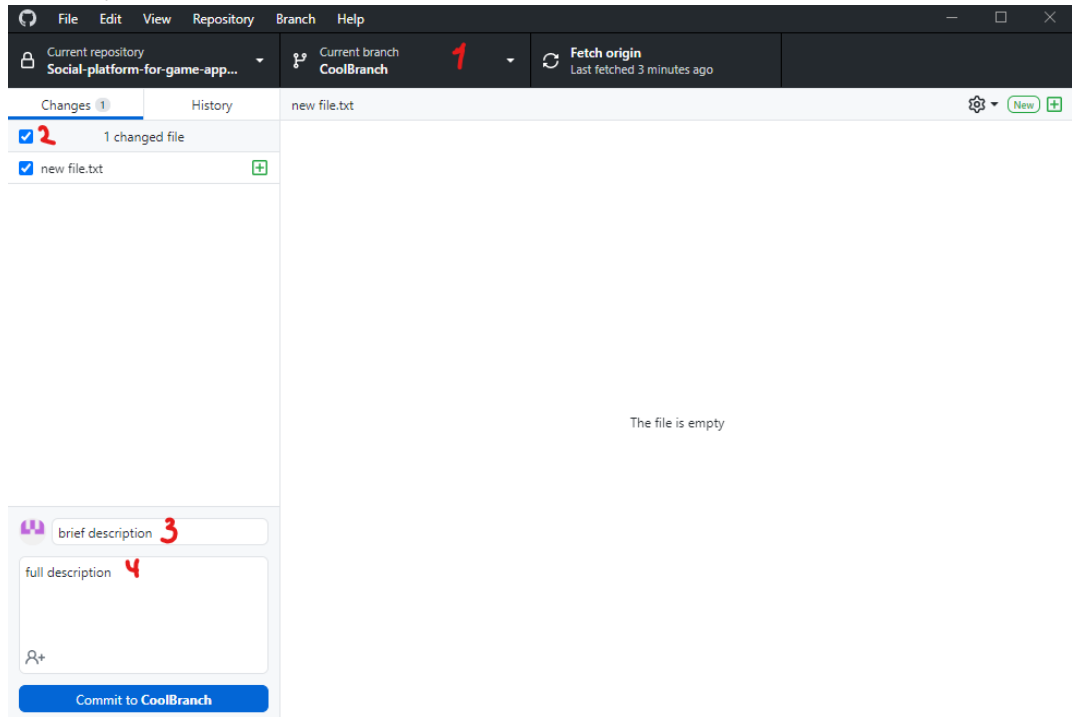 File Edit View Repository Branch Help
Current repository
Social-platform-for-game-app...
Current branch
CoolBranch
1
Fetch origin
Last fetched 3 minutes ago
Changes 1
History
new file.txt
New
2
1 changed file
new file.txt
The file is empty
brief description 3
full description 4
Commit to CoolBranch